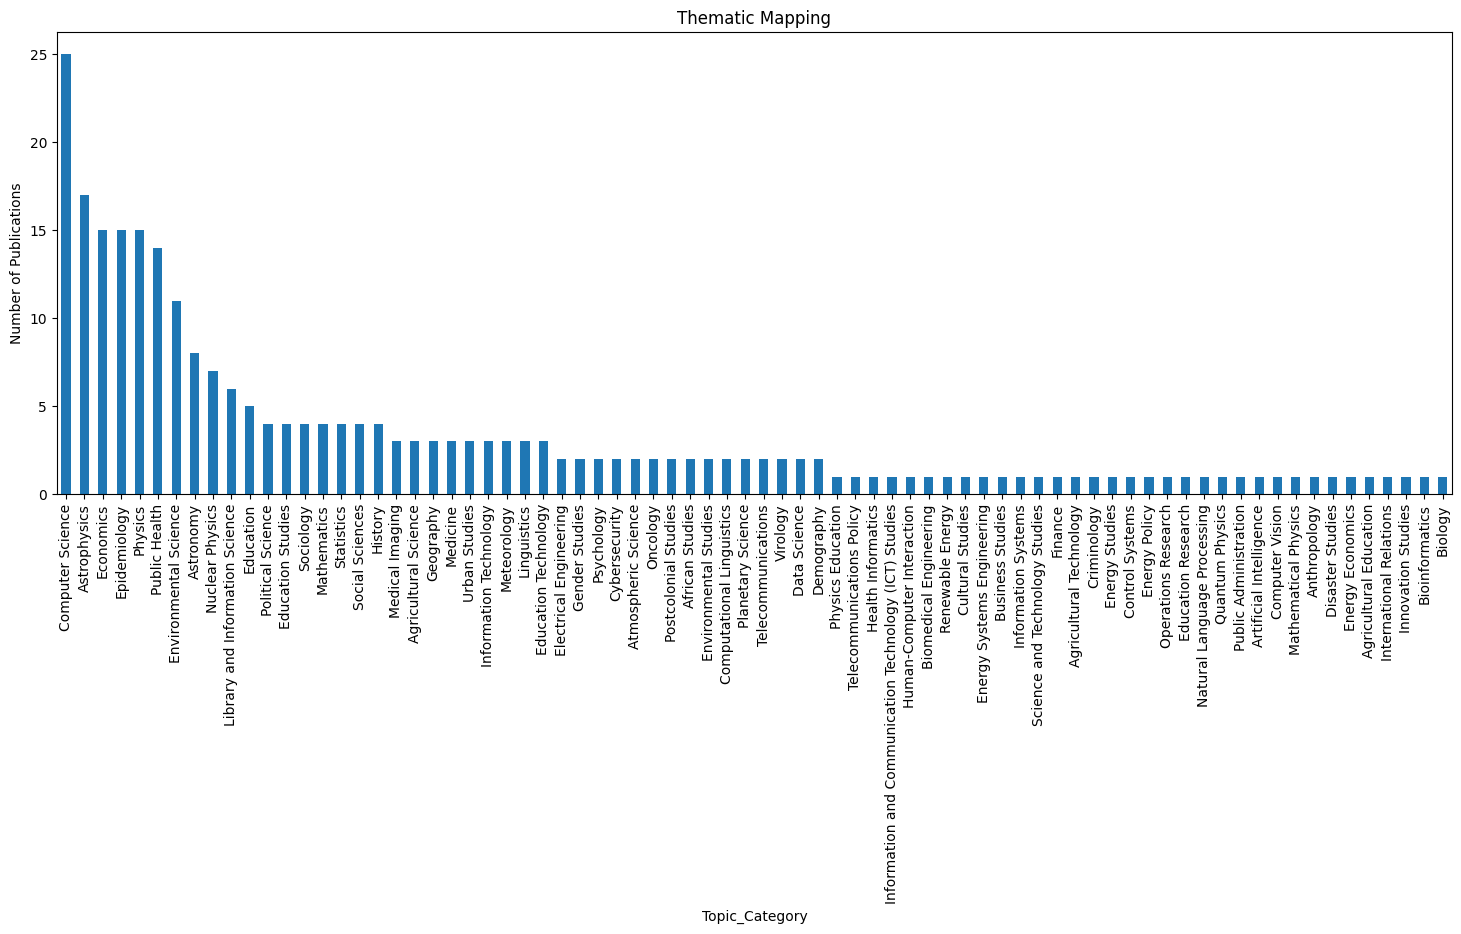 Thematic Mapping
Number of Publications
25
20
15
10
5
0
Computer Science
Astrophysics
Economics
Epidemiology
Physics
Public Health
Environmental Science
Astronomy
Nuclear Physics
Library and Information Science
Education
Political Science
Education Studies
Sociology
Mathematics
Statistics
Social Sciences
History
Medical Imaging
Agricultural Science
Geography
Medicine
Urban Studies
Information Technology
Meteorology
Linguistics
Education Technology
Electrical Engineering
Gender Studies
Psychology
Cybersecurity
Atmospheric Science
Oncology
Postcolonial Studies
African Studies
Environmental Studies
Computational Linguistics
Planetary Science
Telecommunications
Virology
Data Science
Demography
Physics Education
Telecommunications Policy
Health Informatics
Information and Communication Technology (ICT) Studies
Human-Computer Interaction
Biomedical Engineering
Renewable Energy
Cultural Studies
Energy Systems Engineering
Business Studies
Information Systems
Science and Technology Studies
Finance
Agricultural Technology
Criminology
Energy Studies
Control Systems
Energy Policy
Operations Research
Education Research
Natural Language Processing
Quantum Physics
Public Administration
Artificial Intelligence
Computer Vision
Mathematical Physics
Anthropology
Disaster Studies
Energy Economics
Agricultural Education
International Relations
Innovation Studies
Bioinformatics
Biology
Topic_Category